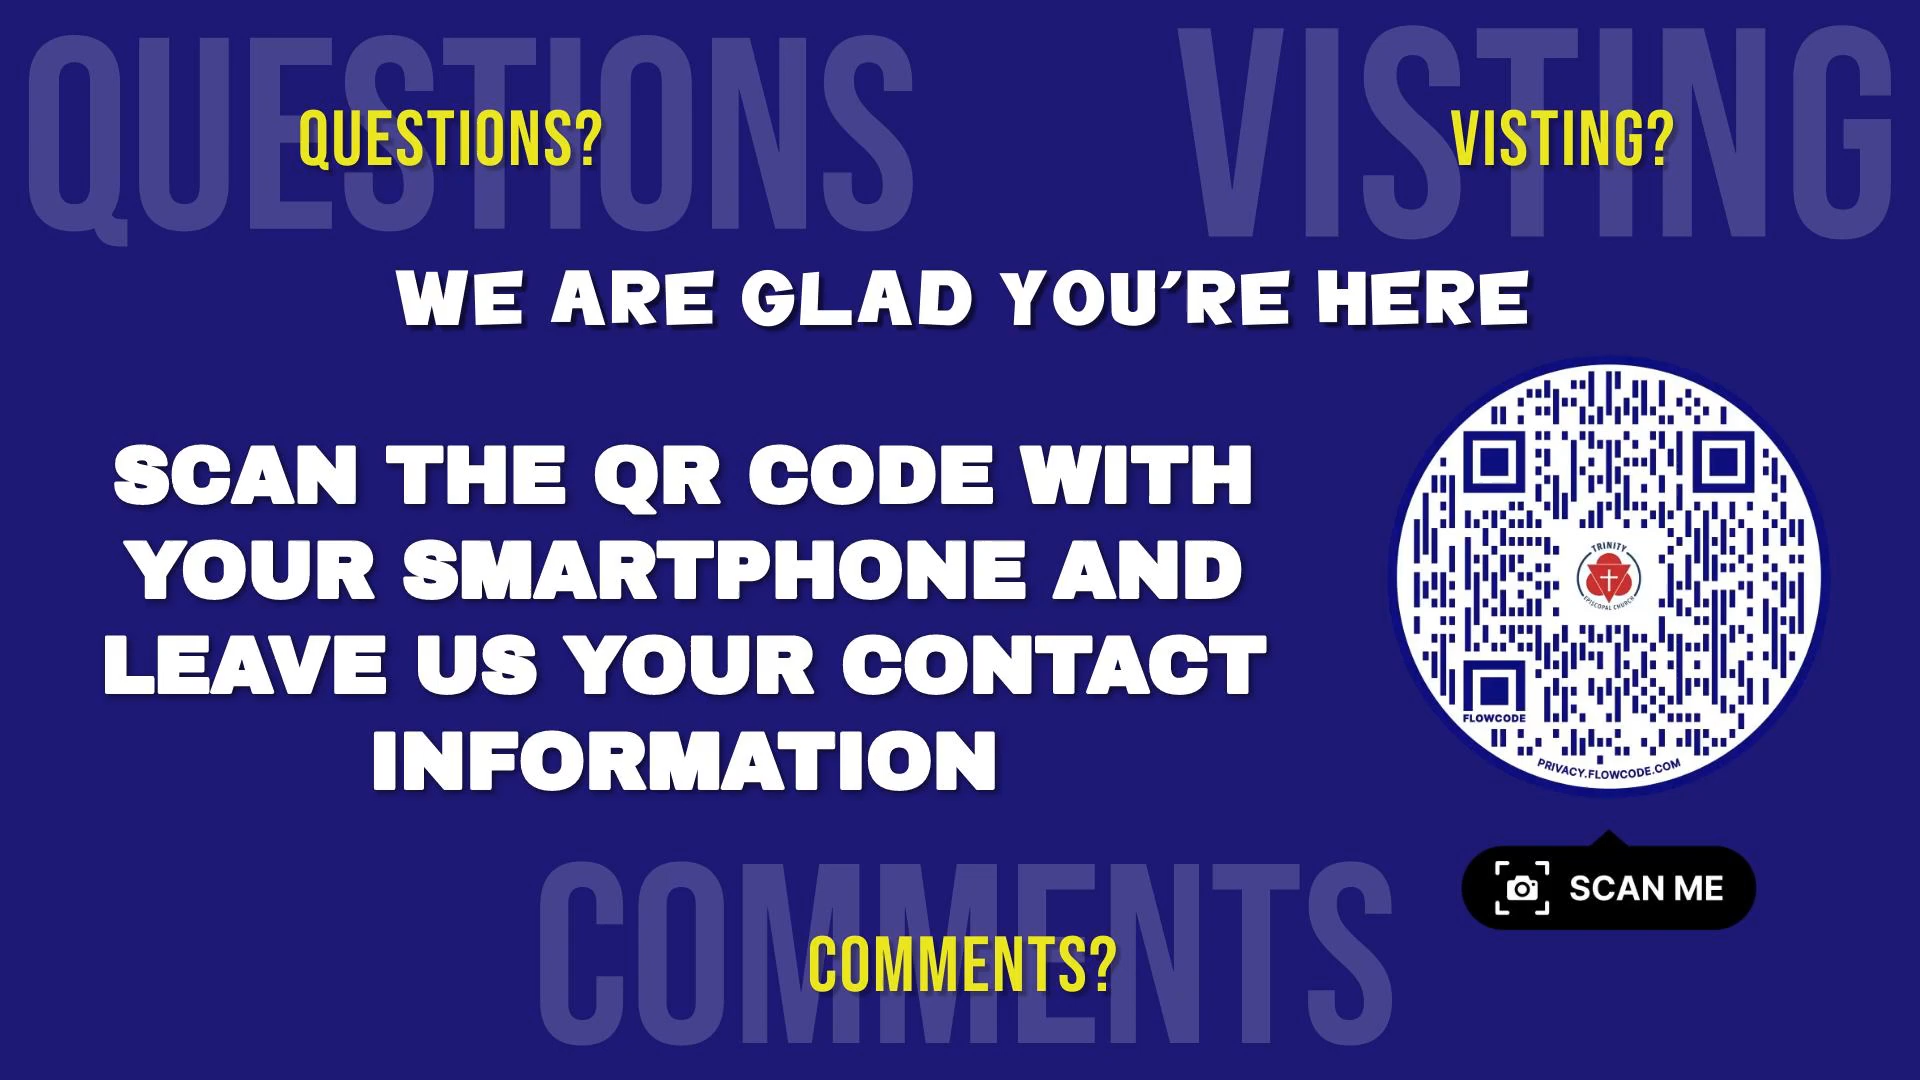 QUESTIONS
VISTING
QUESTIONS?
VISTING?
WE ARE GLAD YOU'RE HERE
SCAN THE QR CODE WITH
YOUR SMARTPHONE AND
LEAVE US YOUR CONTACT
INFORMATION
TRINITY
EPISCOPAL CHURCH
FLOWCODE
PRIVACY.FLOWCODE.COM
SCAN ME
COMMENTS
COMMENTS?